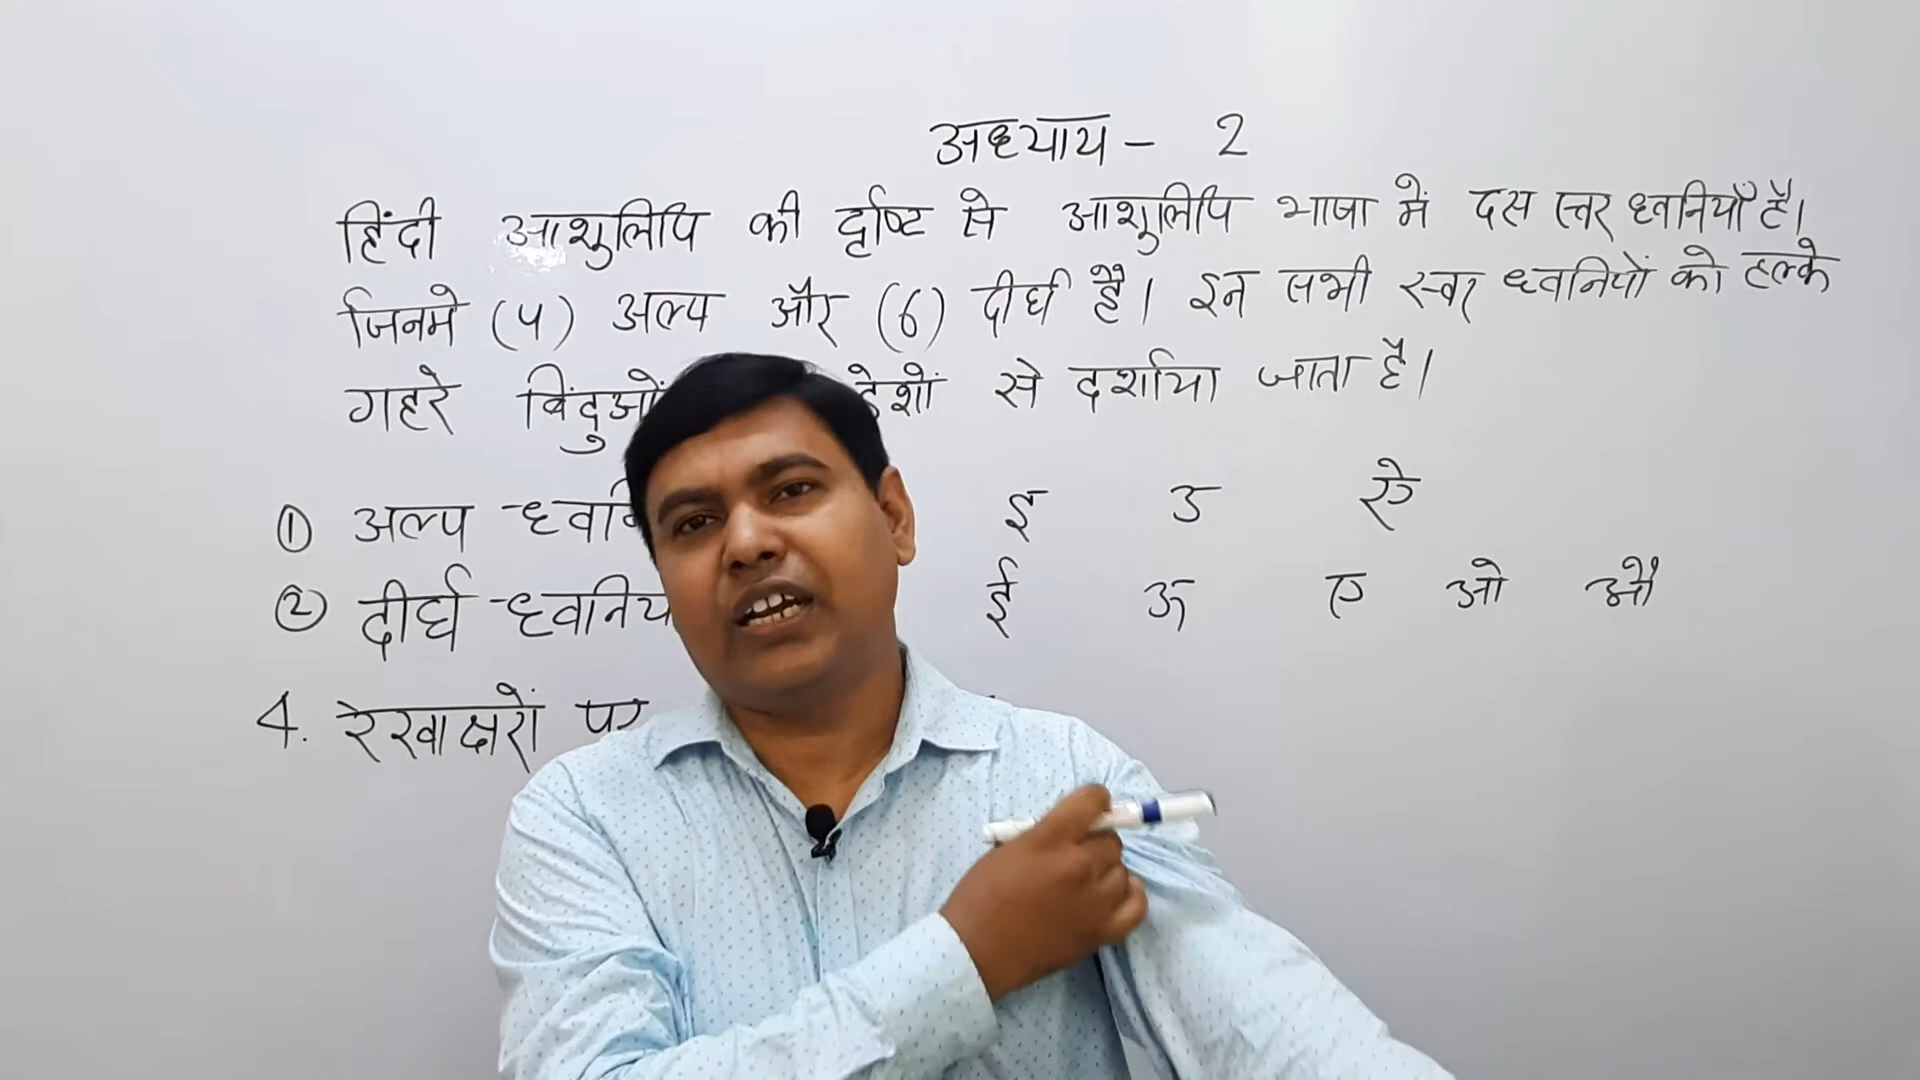 अध्याय - 2
हिंदी आशुलिपि की दृष्टि से आशुलिपि भाषा में दस स्वर ध्वनियाँ है।
जिनमे (4) अल्प और (6) दीर्घ है। इन सभी स्वर ध्वनियों को हल्के
गहरे बिंदुओं से दर्शाया जाता है।
① अल्प इ उ ऐ
② दीर्घ ई ऊ ए ओ औ
4. रेखाक्षरों पर